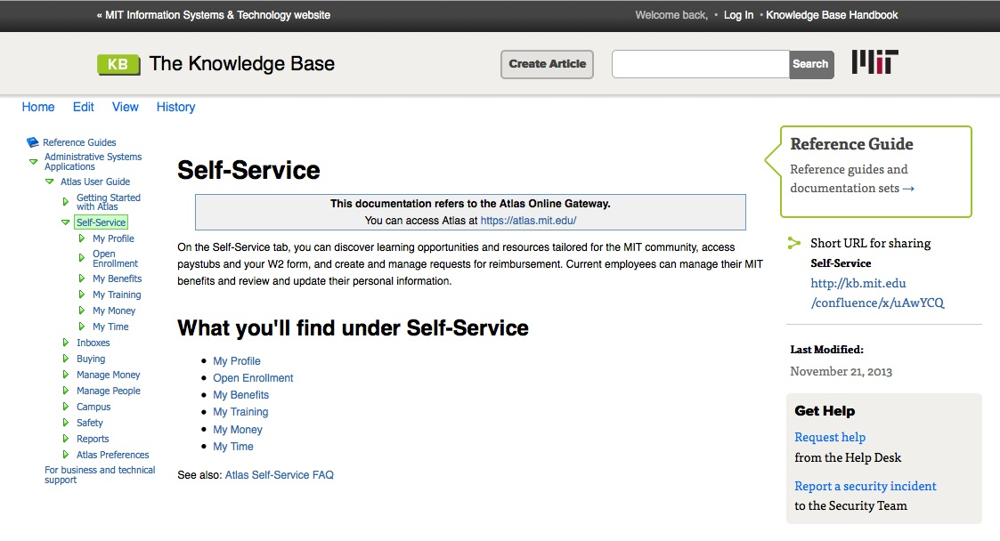 « MIT Information Systems & Technology website
Welcome back, • Log In • Knowledge Base Handbook
KB The Knowledge Base
Create Article
Search
MIT
Home Edit View History
Reference Guides
Administrative Systems
Applications
Atlas User Guide
Getting Started
with Atlas
Self-Service
My Profile
Open
Enrollment
My Benefits
My Training
My Money
My Time
Inboxes
Buying
Manage Money
Manage People
Campus
Safety
Reports
Atlas Preferences
For business and technical
support
Self-Service
This documentation refers to the Atlas Online Gateway.
You can access Atlas at https://atlas.mit.edu/
On the Self-Service tab, you can discover learning opportunities and resources tailored for the MIT community, access
paystubs and your W2 form, and create and manage requests for reimbursement. Current employees can manage their MIT
benefits and review and update their personal information.
What you'll find under Self-Service
• My Profile
• Open Enrollment
• My Benefits
• My Training
• My Money
• My Time
See also: Atlas Self-Service FAQ
Reference Guide
Reference guides and
documentation sets →
Short URL for sharing
Self-Service
http://kb.mit.edu
/confluence/x/uAwYCQ
Last Modified:
November 21, 2013
Get Help
Request help
from the Help Desk
Report a security incident
to the Security Team